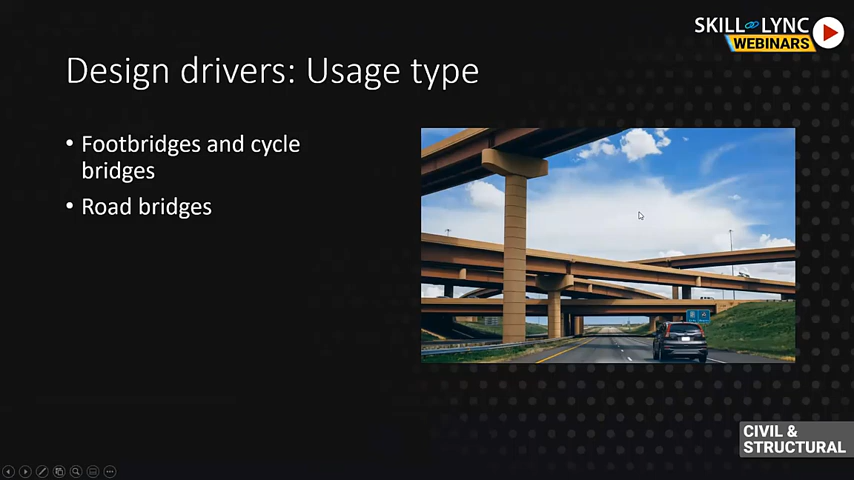 SKILL LYNC
WEBINARS
Design drivers: Usage type
• Footbridges and cycle
bridges
• Road bridges
CIVIL &
STRUCTURAL